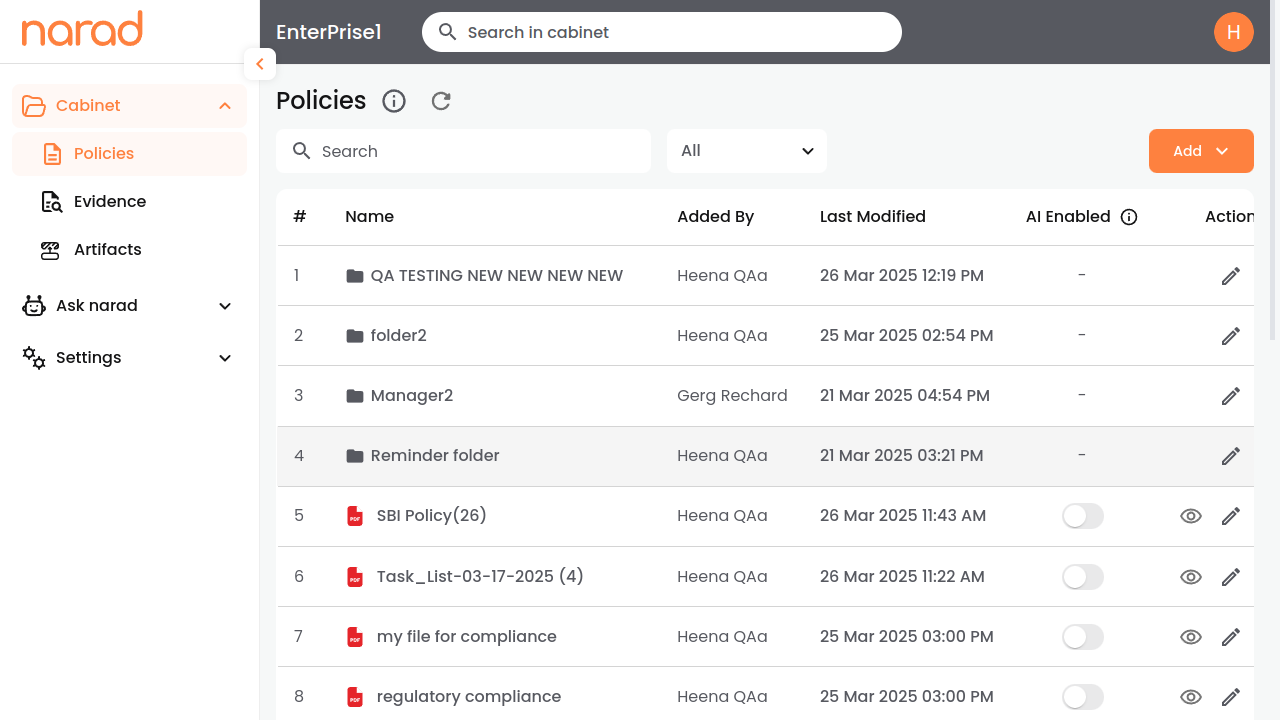 narad
EnterPrise1
Search in cabinet
H
Cabinet
Policies
Evidence
Artifacts
Ask narad
Settings
Policies
Search
All
Add
# Name Added By Last Modified AI Enabled Action
1 QA TESTING NEW NEW NEW NEW Heena QAa 26 Mar 2025 12:19 PM -
2 folder2 Heena QAa 25 Mar 2025 02:54 PM -
3 Manager2 Gerg Rechard 21 Mar 2025 04:54 PM -
4 Reminder folder Heena QAa 21 Mar 2025 03:21 PM -
5 PDF SBI Policy(26) Heena QAa 26 Mar 2025 11:43 AM
6 PDF Task_List-03-17-2025 (4) Heena QAa 26 Mar 2025 11:22 AM
7 PDF my file for compliance Heena QAa 25 Mar 2025 03:00 PM
8 PDF regulatory compliance Heena QAa 25 Mar 2025 03:00 PM